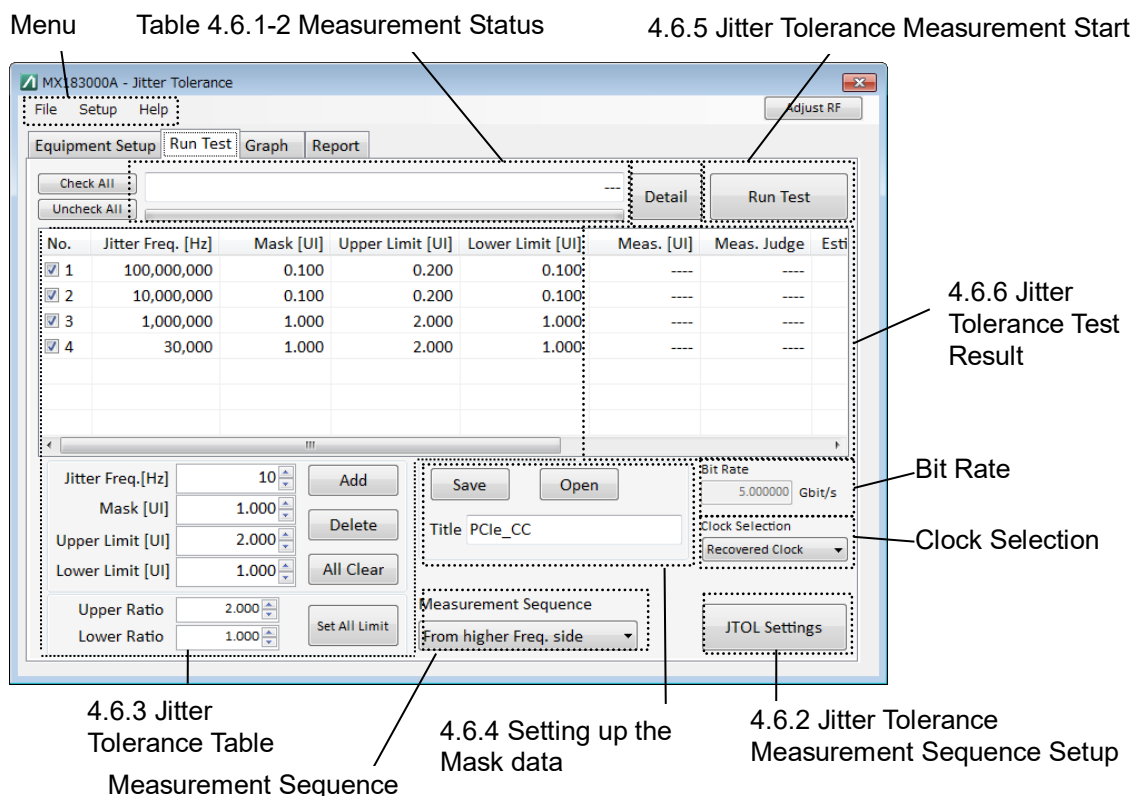 Menu
Table 4.6.1-2 Measurement Status
4.6.5 Jitter Tolerance Measurement Start
MX183000A - Jitter Tolerance
File Setup Help
Adjust RF
Equipment Setup Run Test Graph Report
Check All
Uncheck All
---
Detail
Run Test
No. Jitter Freq. [Hz] Mask [UI] Upper Limit [UI] Lower Limit [UI] Meas. [UI] Meas. Judge Esti
1 100,000,000 0.100 0.200 0.100 ---- ----
2 10,000,000 0.100 0.200 0.100 ---- ----
3 1,000,000 1.000 2.000 1.000 ---- ----
4 30,000 1.000 2.000 1.000 ---- ----
4.6.6 Jitter
Tolerance Test
Result
Jitter Freq.[Hz] 10
Mask [UI] 1.000
Upper Limit [UI] 2.000
Lower Limit [UI] 1.000
Add
Delete
All Clear
Upper Ratio 2.000
Lower Ratio 1.000
Set All Limit
Save Open
Title PCIe_CC
Measurement Sequence
From higher Freq. side
Bit Rate
5.000000 Gbit/s
Clock Selection
Recovered Clock
JTOL Settings
Bit Rate
Clock Selection
4.6.3 Jitter
Tolerance Table
Measurement Sequence
4.6.4 Setting up the
Mask data
4.6.2 Jitter Tolerance
Measurement Sequence Setup